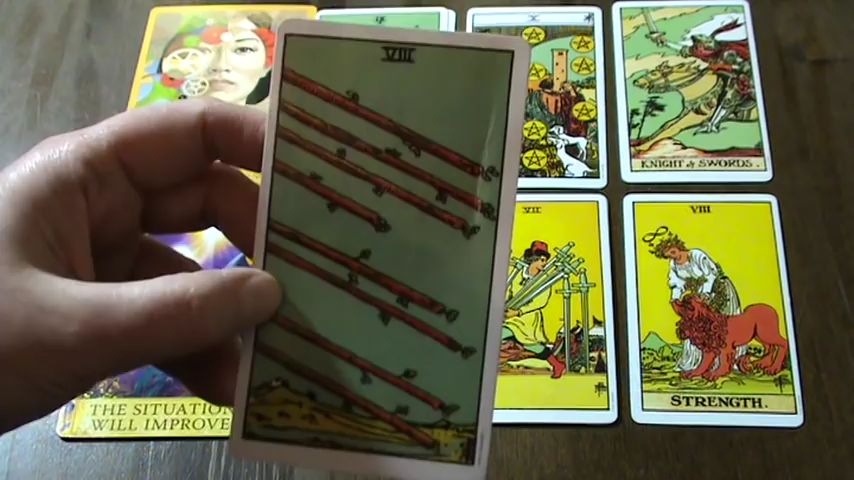 VIII
X
KNIGHT of SWORDS.
VII
VIII
STRENGTH.
THE SITUATION
WILL IMPROVE